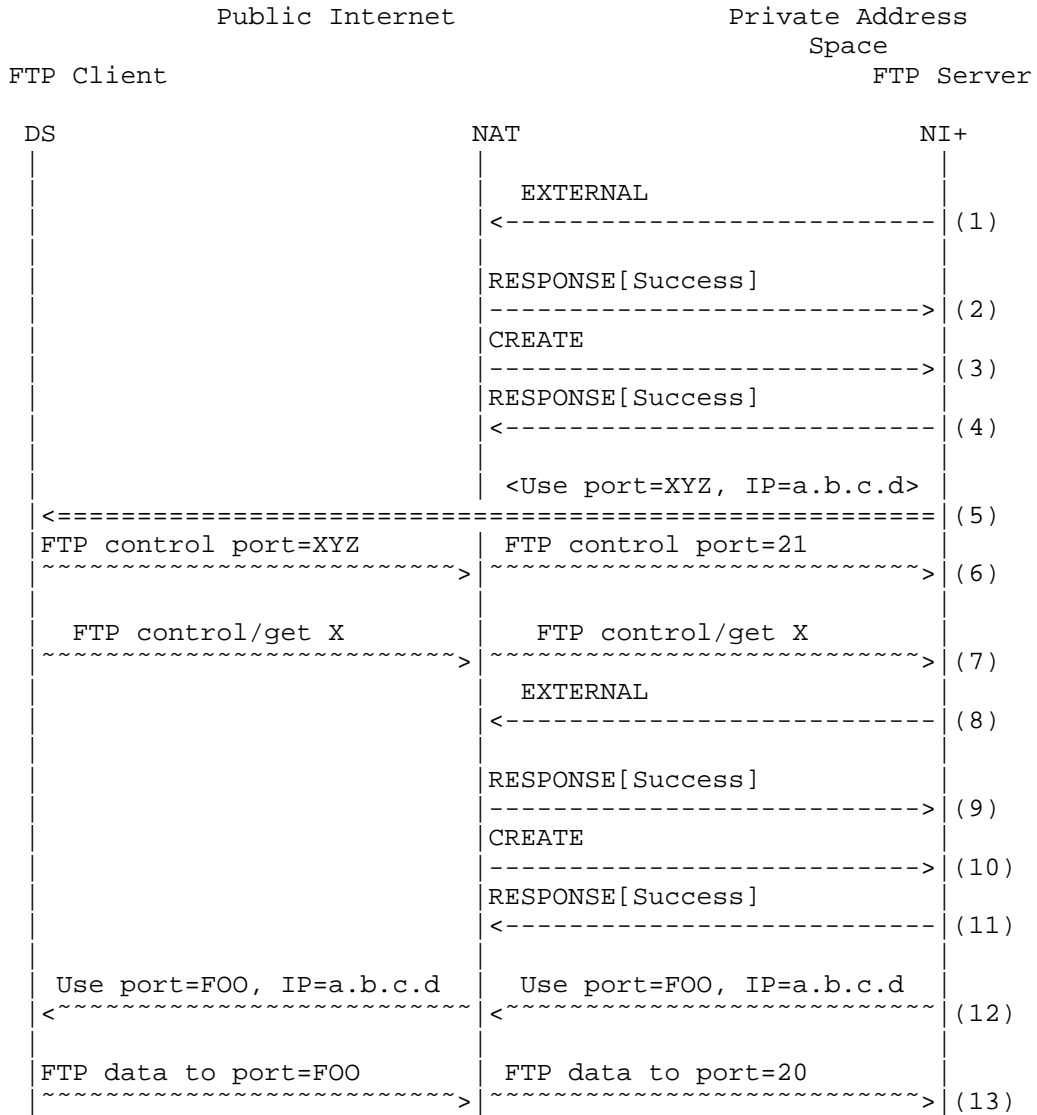 Public Internet Private Address
Space
FTP Client FTP Server
DS NAT NI+
EXTERNAL
<---------------------------|(1)
RESPONSE[Success]
--------------------------->|(2)
CREATE
--------------------------->|(3)
RESPONSE[Success]
<---------------------------|(4)
<Use port=XYZ, IP=a.b.c.d>
<=======================================================|(5)
FTP control port=XYZ | FTP control port=21
~~~~~~~~~~~~~~~~~~~~~~~~~~>|~~~~~~~~~~~~~~~~~~~~~~~~~~~>|(6)
FTP control/get X | FTP control/get X
~~~~~~~~~~~~~~~~~~~~~~~~~~>|~~~~~~~~~~~~~~~~~~~~~~~~~~~>|(7)
EXTERNAL
<---------------------------|(8)
RESPONSE[Success]
--------------------------->|(9)
CREATE
--------------------------->|(10)
RESPONSE[Success]
<---------------------------|(11)
Use port=FOO, IP=a.b.c.d | Use port=FOO, IP=a.b.c.d
<~~~~~~~~~~~~~~~~~~~~~~~~~~|<~~~~~~~~~~~~~~~~~~~~~~~~~~~|(12)
FTP data to port=FOO | FTP data to port=20
~~~~~~~~~~~~~~~~~~~~~~~~~~>|~~~~~~~~~~~~~~~~~~~~~~~~~~~>|(13)